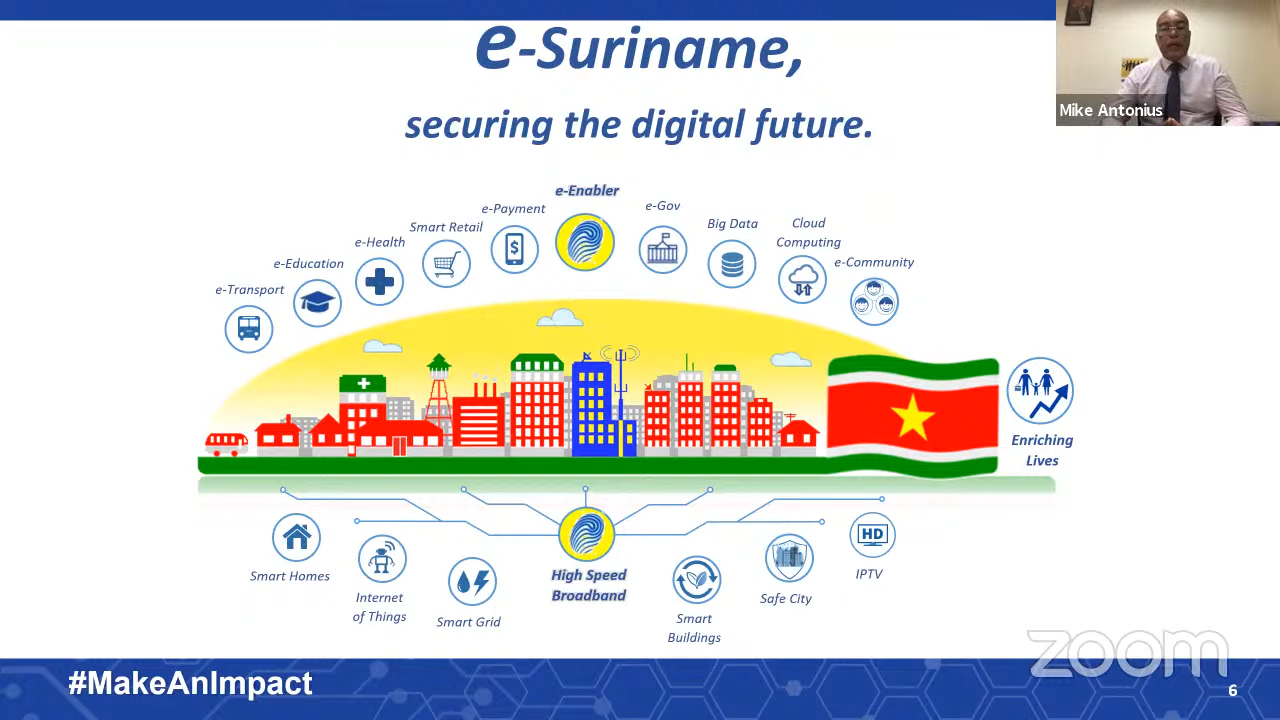 e-Suriname,
securing the digital future.
Mike Antonius
e-Enabler
e-Payment
e-Gov
Smart Retail
Big Data
Cloud
Computing
e-Health
e-Education
e-Community
e-Transport
$
Enriching
Lives
HD
Smart Homes
Internet
of Things
Smart Grid
High Speed
Broadband
Smart
Buildings
Safe City
IPTV
zoom
#MakeAnImpact
6